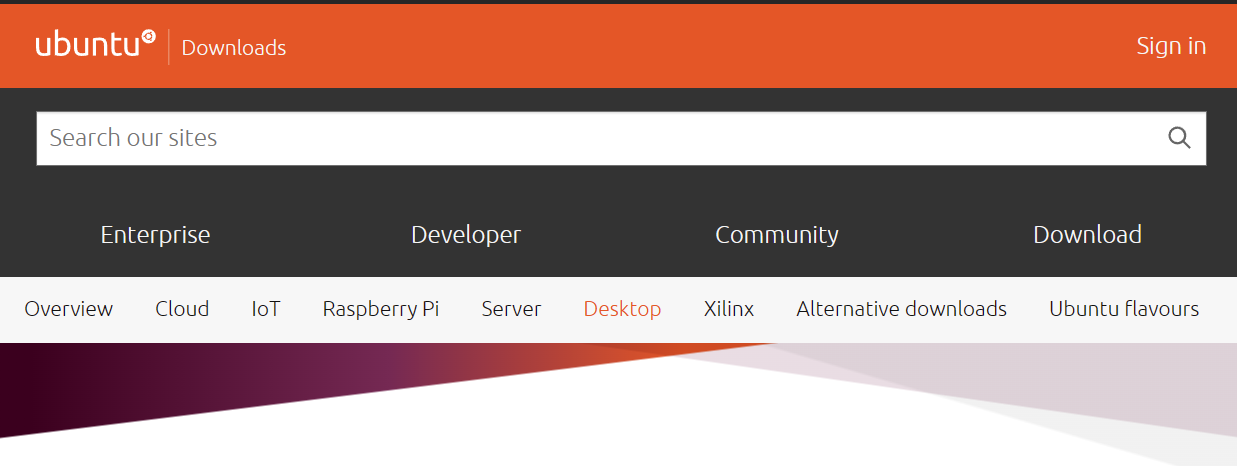 ubuntu Downloads Sign in
Search our sites
Enterprise Developer Community Download
Overview Cloud IoT Raspberry Pi Server Desktop Xilinx Alternative downloads Ubuntu flavours